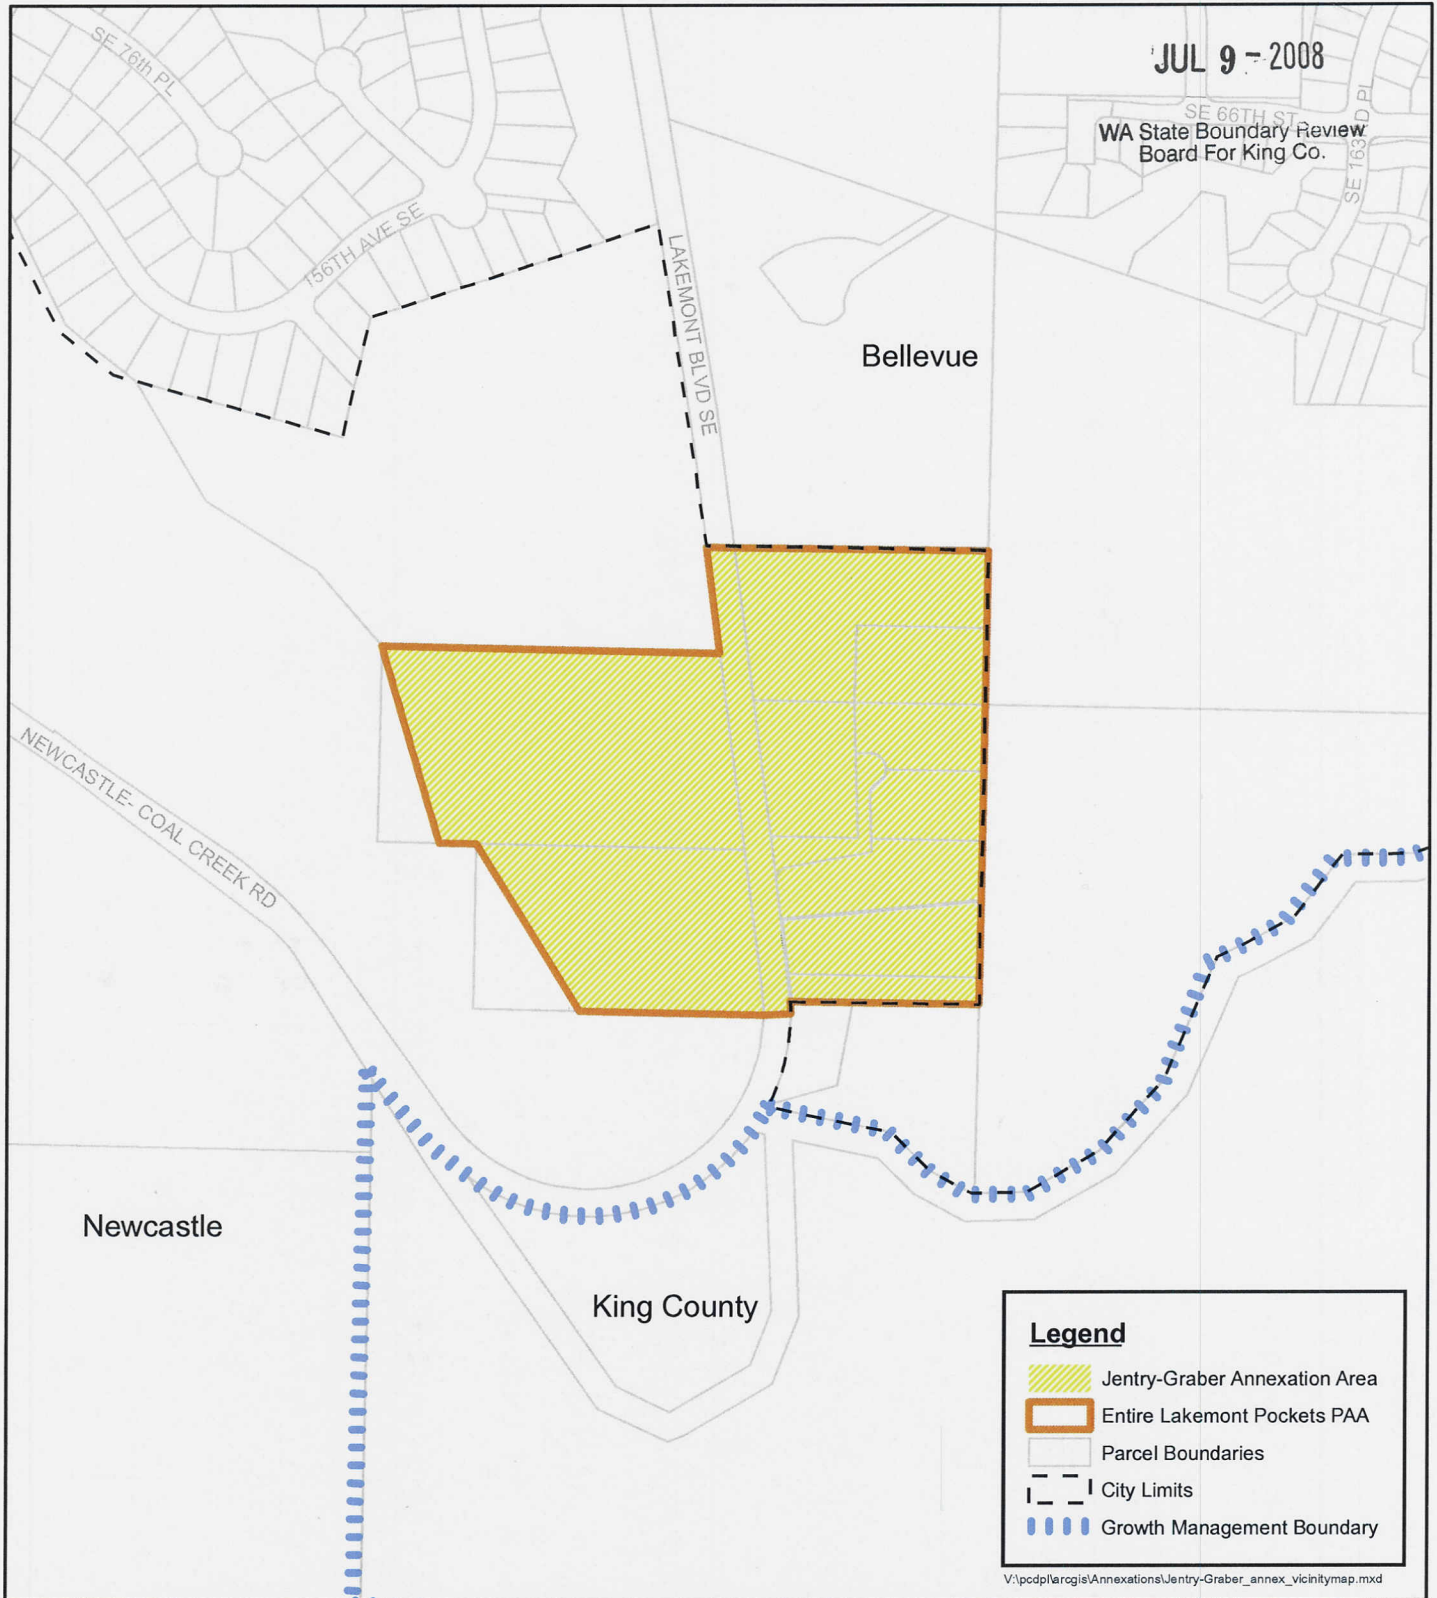 JUL 9 - 2008
SE 76th PL
SE 66TH ST
WA State Boundary Review
Board For King Co.
SE 163RD PL
156TH AVE SE
LAKEMONT BLVD SE
Bellevue
NEWCASTLE- COAL CREEK RD
Newcastle
King County
Legend
Jentry-Graber Annexation Area
Entire Lakemont Pockets PAA
Parcel Boundaries
City Limits
Growth Management Boundary
V:\pcdpl\arcgis\Annexations\Jentry-Graber_annex_vicinitymap.mxd